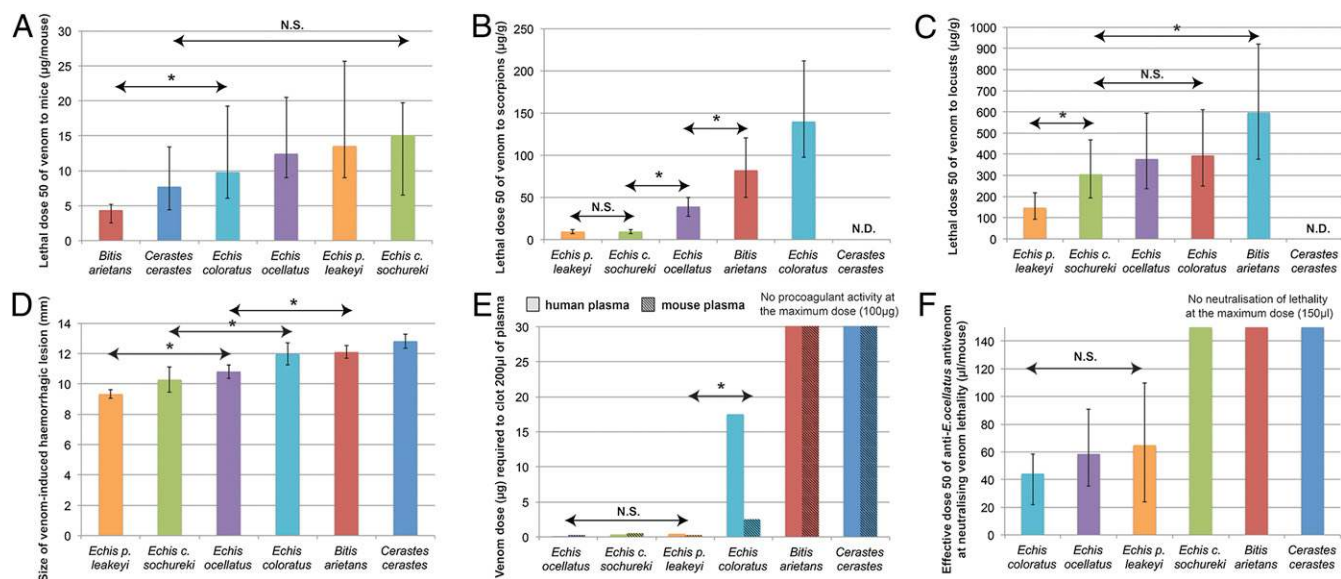 A
Lethal dose 50 of venom to mice (µg/mouse)
30
25
20
15
10
5
0
N.S.
*
Bitis
arietans
Cerastes
cerastes
Echis
coloratus
Echis
ocellatus
Echis p.
leakeyi
Echis c.
sochureki
B
Lethal dose 50 of venom to scorpions (µg/g)
250
200
150
100
50
0
N.S.
*
*
N.D.
Echis p.
leakeyi
Echis c.
sochureki
Echis
ocellatus
Bitis
arietans
Echis
coloratus
Cerastes
cerastes
C
Lethal dose 50 of venom to locusts (µg/g)
1000
900
800
700
600
500
400
300
200
100
0
*
N.S.
*
N.D.
Echis p.
leakeyi
Echis c.
sochureki
Echis
ocellatus
Echis
coloratus
Bitis
arietans
Cerastes
cerastes
D
Size of venom-induced haemorrhagic lesion (mm)
14
12
10
8
6
4
2
0
*
*
*
Echis p.
leakeyi
Echis c.
sochureki
Echis
ocellatus
Echis
coloratus
Bitis
arietans
Cerastes
cerastes
E
Venom dose (µg) required to clot 200µl of plasma
human plasma
mouse plasma
No procoagulant activity at
the maximum dose (100µg)
30
25
20
15
10
5
0
*
N.S.
Echis
ocellatus
Echis c.
sochureki
Echis p.
leakeyi
Echis
coloratus
Bitis
arietans
Cerastes
cerastes
F
Effective dose 50 of anti-E.ocellatus antivenom
at neutralising venom lethality (µl/mouse)
No neutralisation of lethality
at the maximum dose (150µl)
140
120
100
80
60
40
20
0
N.S.
Echis
coloratus
Echis
ocellatus
Echis p.
leakeyi
Echis c.
sochureki
Bitis
arietans
Cerastes
cerastes